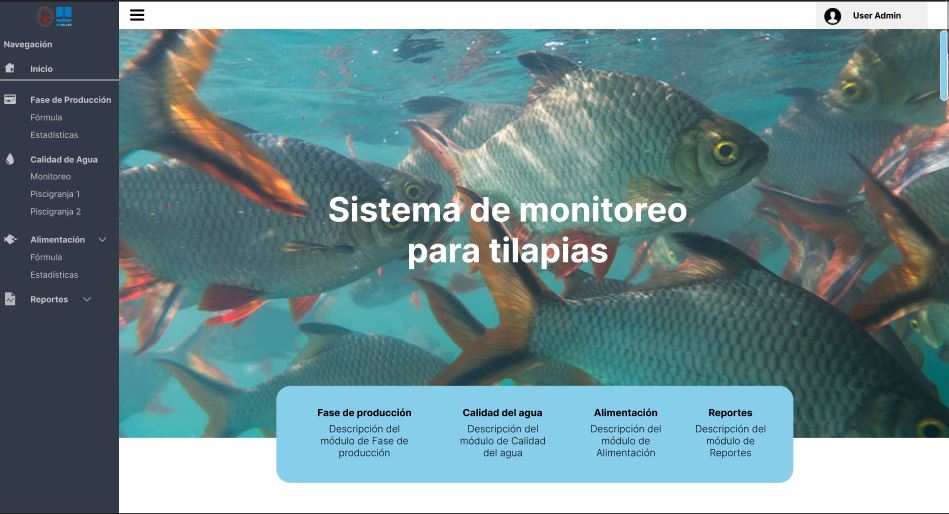 User Admin
Navegación
Inicio
Fase de Producción
Fórmula
Estadísticas
Calidad de Agua
Monitoreo
Piscigranja 1
Piscigranja 2
Alimentación
Fórmula
Estadísticas
Reportes
Sistema de monitoreo
para tilapias
Fase de producción
Descripción del
módulo de Fase de
producción
Calidad del agua
Descripción del
módulo de Calidad
del agua
Alimentación
Descripción del
módulo de
Alimentación
Reportes
Descripción del
módulo de
Reportes